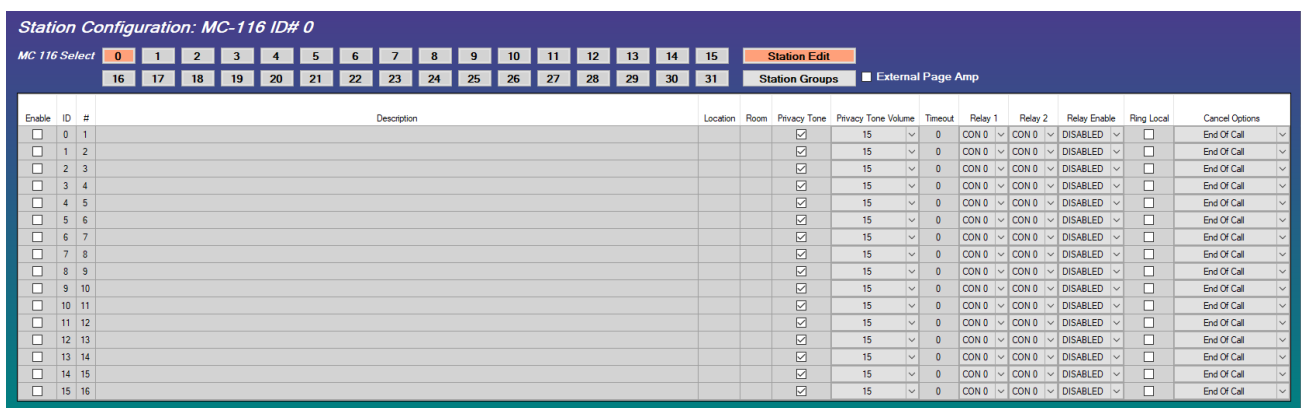 Station Configuration: MC-116 ID# 0
MC 116 Select 0 1 2 3 4 5 6 7 8 9 10 11 12 13 14 15 Station Edit
16 17 18 19 20 21 22 23 24 25 26 27 28 29 30 31 Station Groups External Page Amp
Enable ID # Description Location Room Privacy Tone Privacy Tone Volume Timeout Relay 1 Relay 2 Relay Enable Ring Local Cancel Options
0 1 15 0 CON 0 CON 0 DISABLED End Of Call
1 2 15 0 CON 0 CON 0 DISABLED End Of Call
2 3 15 0 CON 0 CON 0 DISABLED End Of Call
3 4 15 0 CON 0 CON 0 DISABLED End Of Call
4 5 15 0 CON 0 CON 0 DISABLED End Of Call
5 6 15 0 CON 0 CON 0 DISABLED End Of Call
6 7 15 0 CON 0 CON 0 DISABLED End Of Call
7 8 15 0 CON 0 CON 0 DISABLED End Of Call
8 9 15 0 CON 0 CON 0 DISABLED End Of Call
9 10 15 0 CON 0 CON 0 DISABLED End Of Call
10 11 15 0 CON 0 CON 0 DISABLED End Of Call
11 12 15 0 CON 0 CON 0 DISABLED End Of Call
12 13 15 0 CON 0 CON 0 DISABLED End Of Call
13 14 15 0 CON 0 CON 0 DISABLED End Of Call
14 15 15 0 CON 0 CON 0 DISABLED End Of Call
15 16 15 0 CON 0 CON 0 DISABLED End Of Call